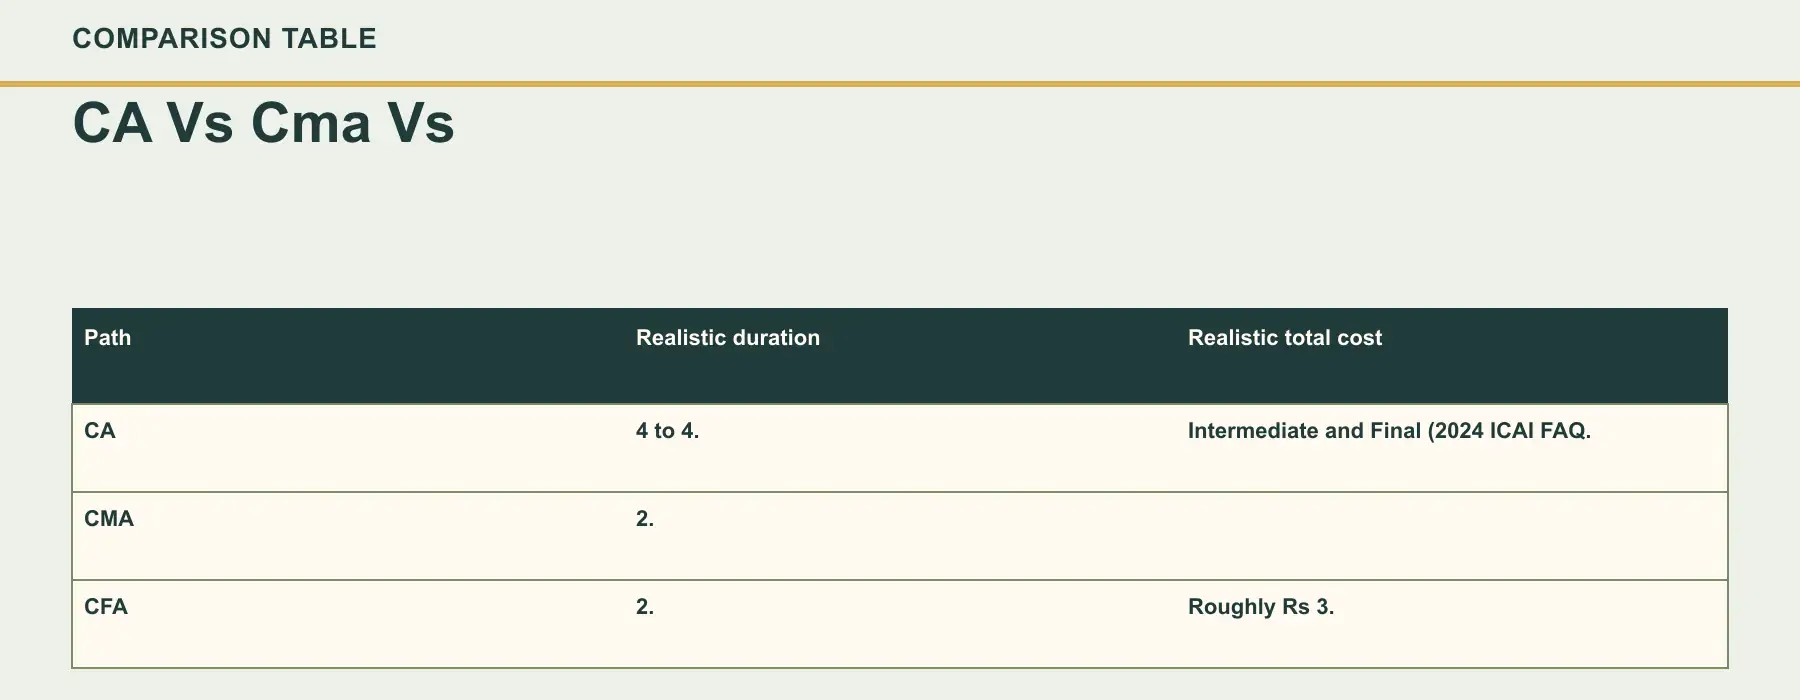 COMPARISON TABLE
CA Vs Cma Vs
Path Realistic duration Realistic total cost
CA 4 to 4. Intermediate and Final (2024 ICAI FAQ.
CMA 2.
CFA 2. Roughly Rs 3.